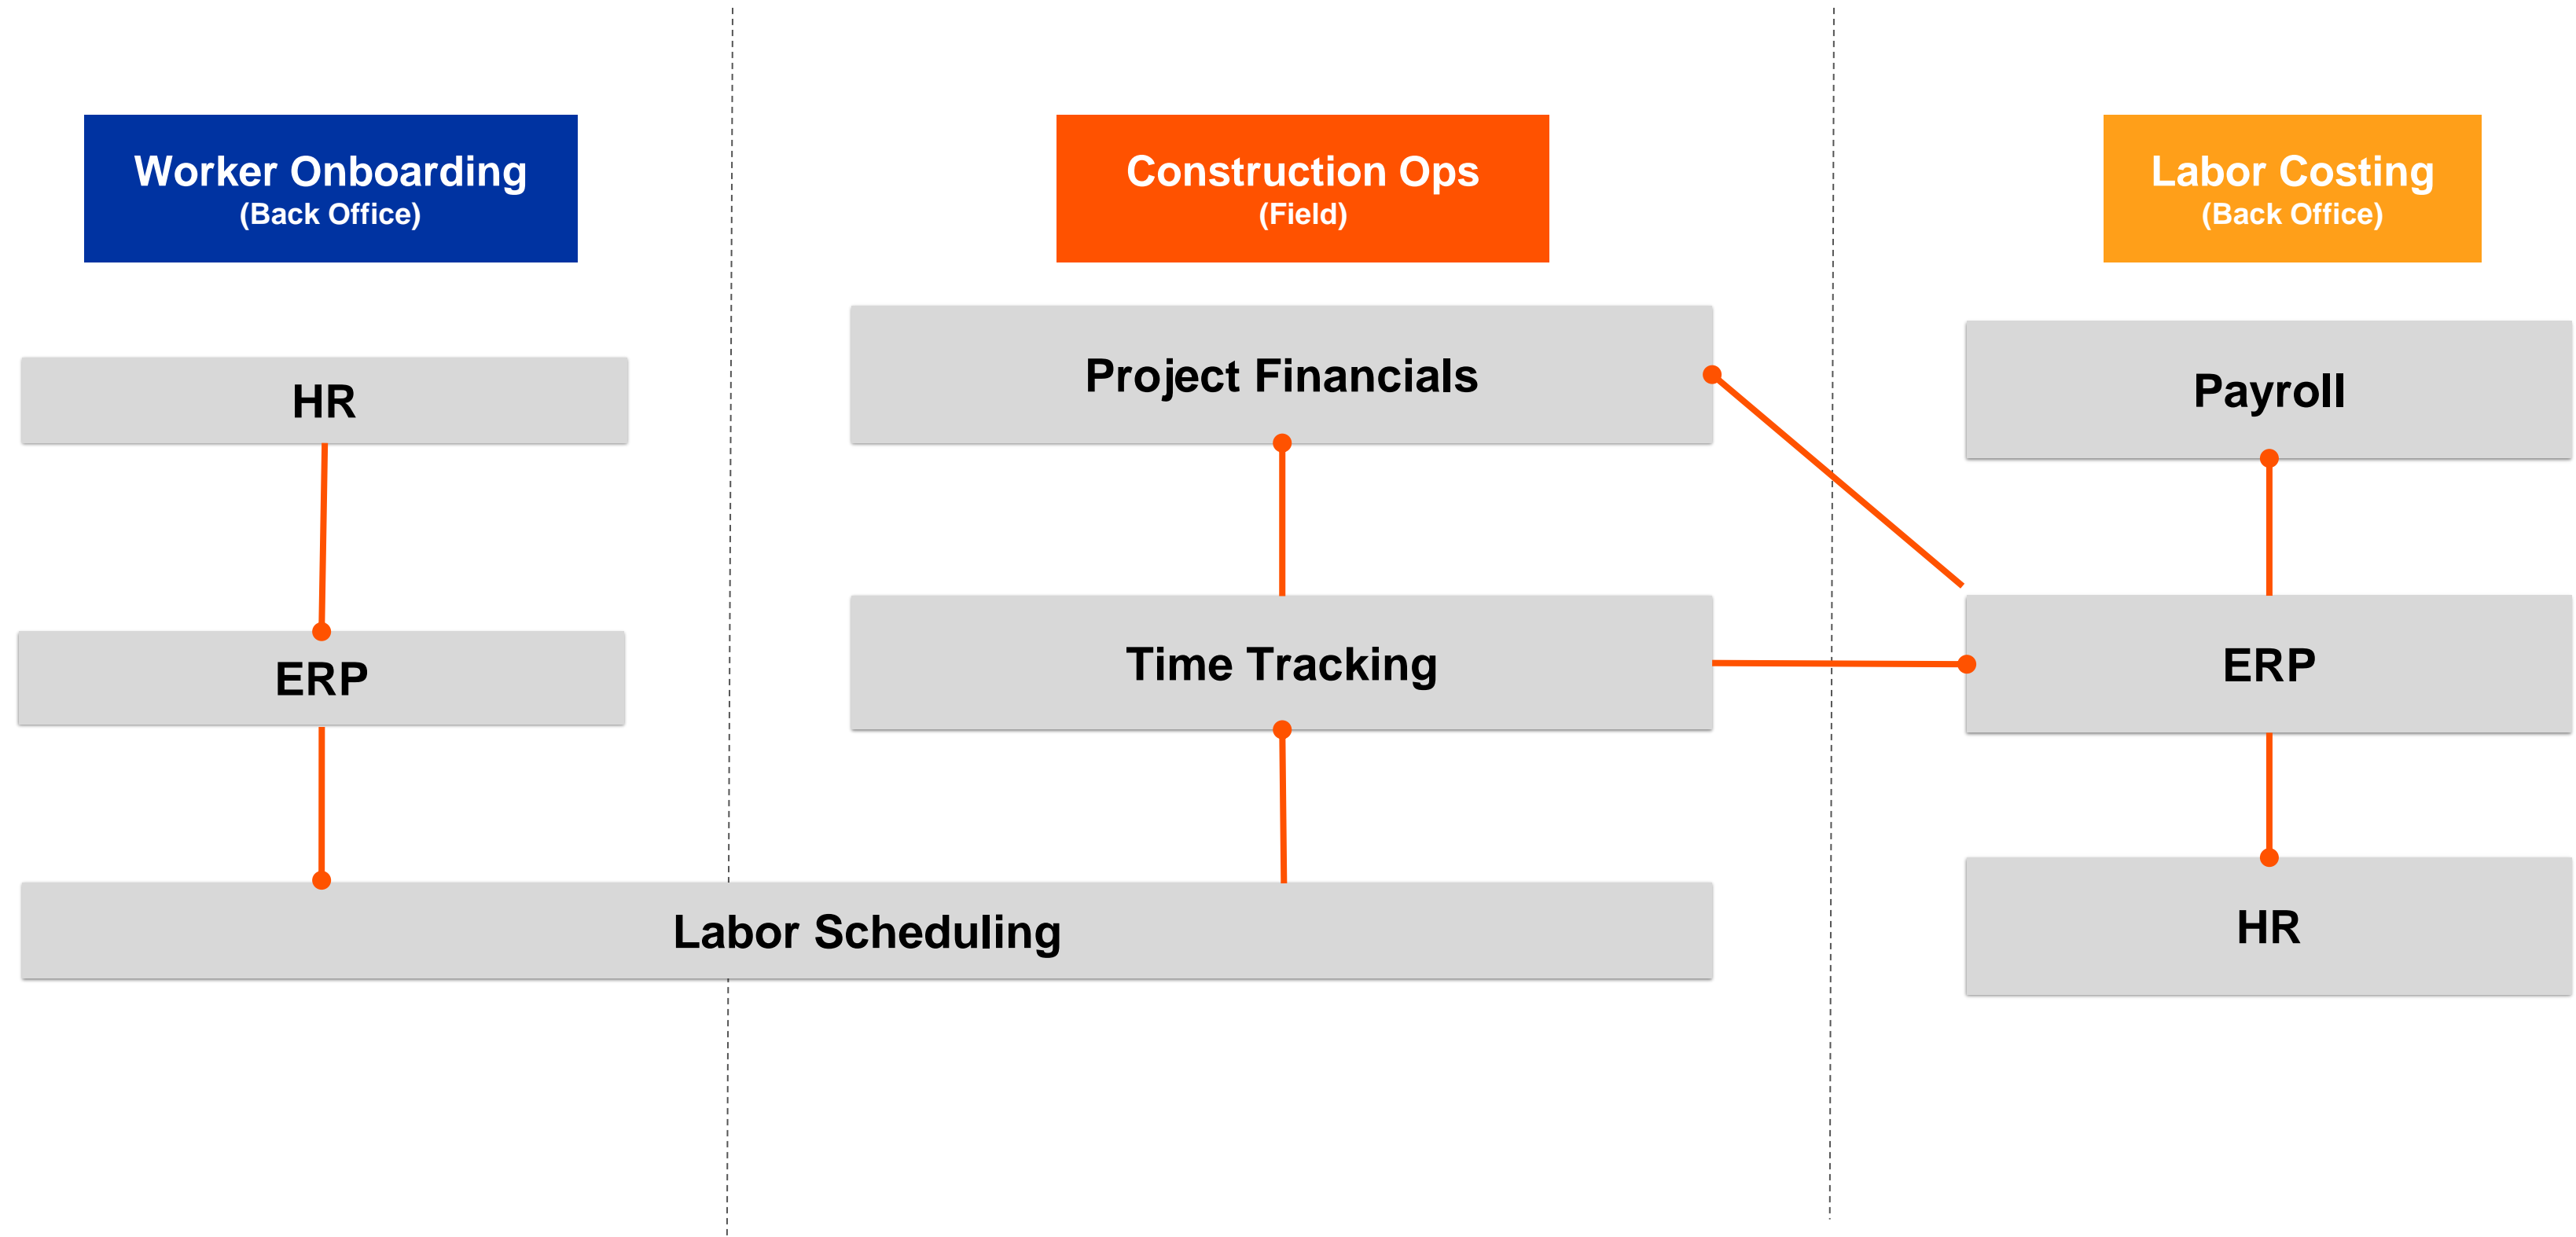 Worker Onboarding
(Back Office)
Construction Ops
(Field)
Labor Costing
(Back Office)
HR
ERP
Project Financials
Time Tracking
Labor Scheduling
Payroll
ERP
HR